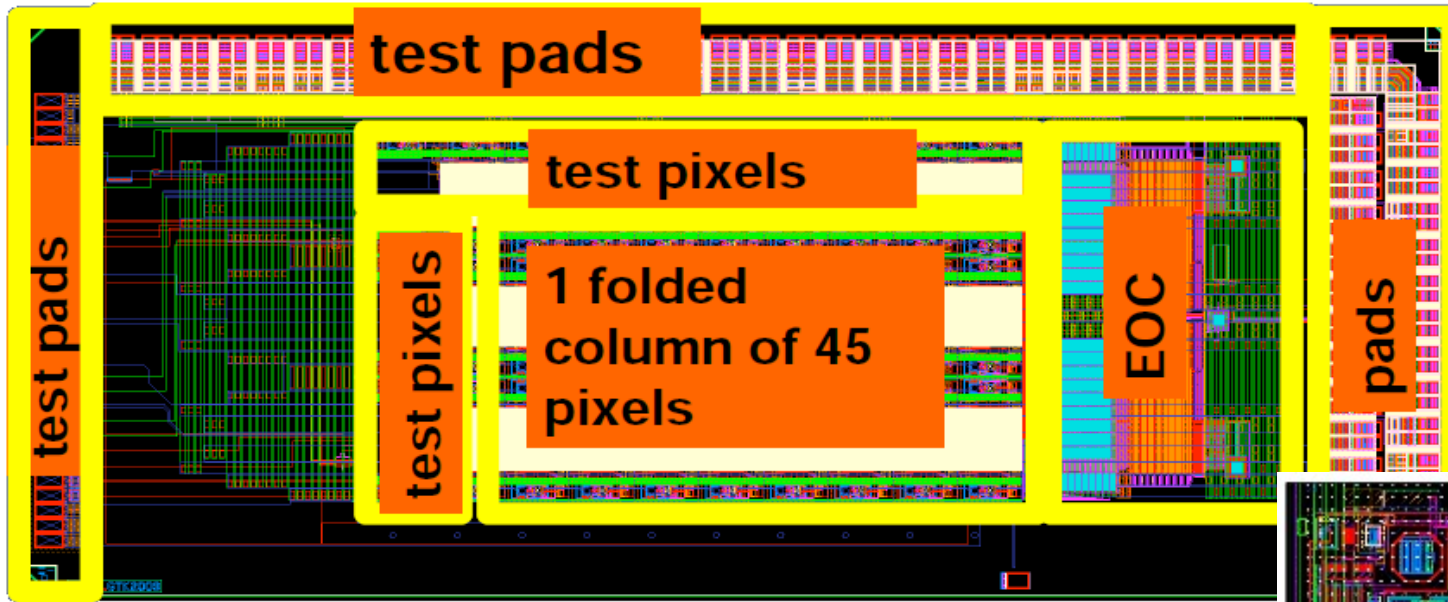 test pads
test pixels
test pads
test pixels
1 folded
column of 45
pixels
EOC
pads